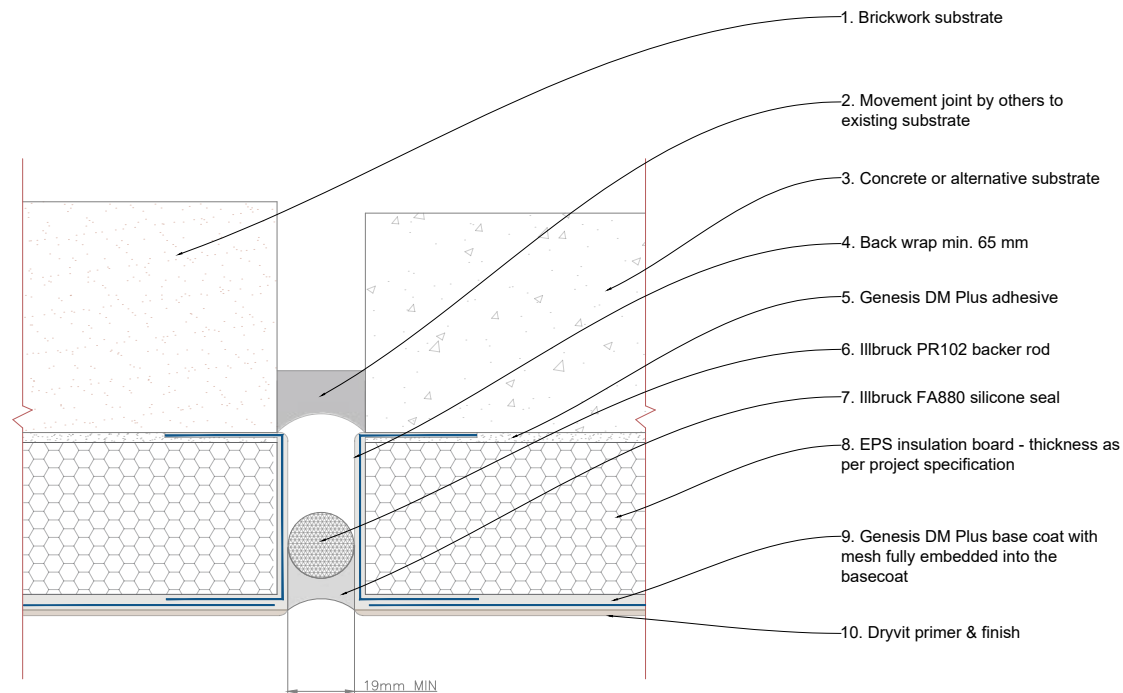 1. Brickwork substrate
2. Movement joint by others to
existing substrate
3. Concrete or alternative substrate
4. Back wrap min. 65 mm
5. Genesis DM Plus adhesive
6. Illbruck PR102 backer rod
7. Illbruck FA880 silicone seal
8. EPS insulation board - thickness as
per project specification
9. Genesis DM Plus base coat with
mesh fully embedded into the
basecoat
10. Dryvit primer & finish
19mm MIN